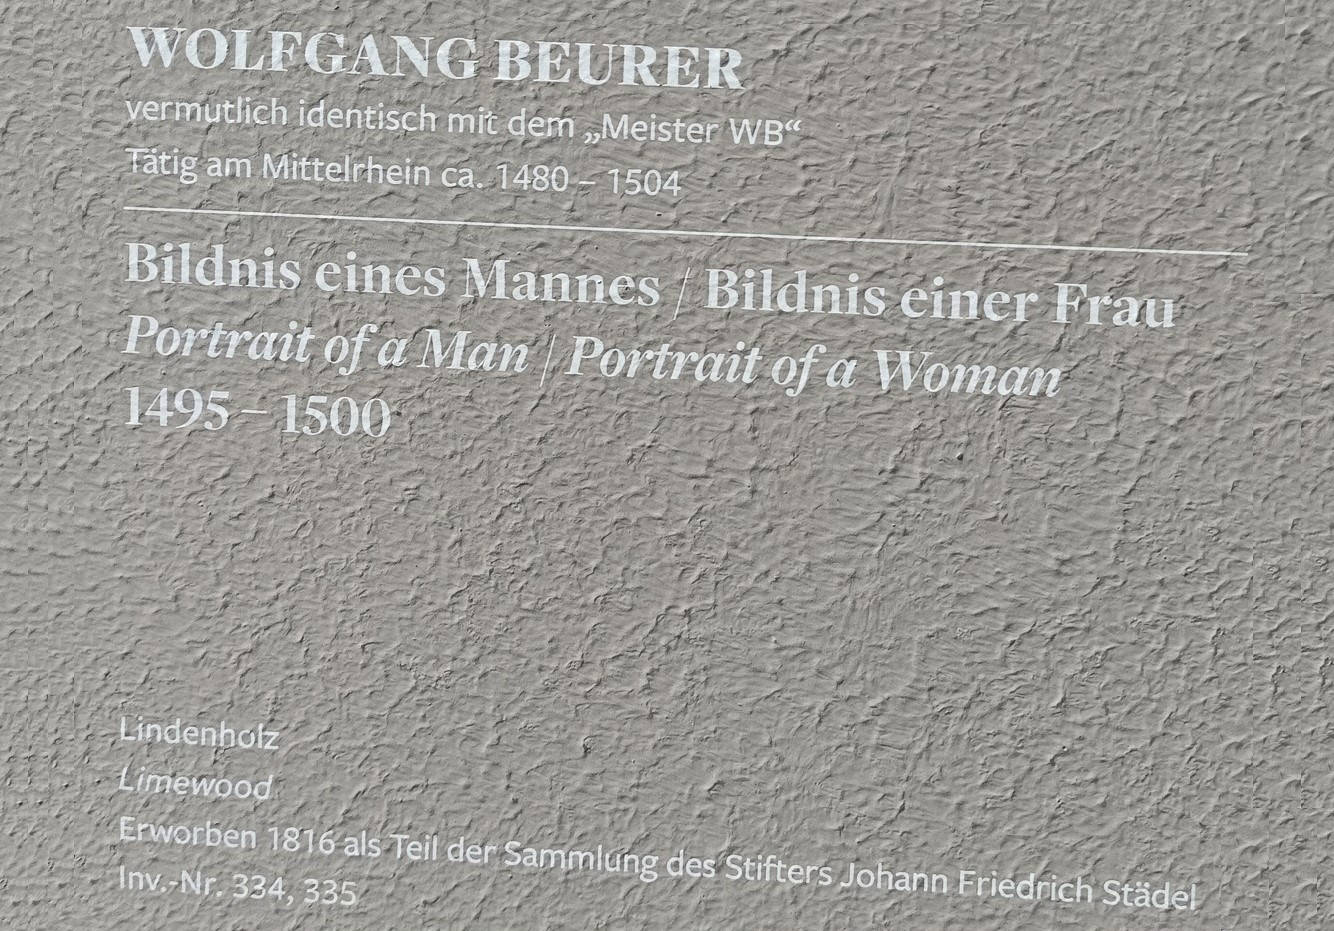 WOLFGANG BEURER
vermutlich identisch mit dem „Meister WB“
Tätig am Mittelrhein ca. 1480 – 1504
Bildnis eines Mannes / Bildnis einer Frau
Portrait of a Man / Portrait of a Woman
1495 – 1500
Lindenholz
Limewood
Erworben 1816 als Teil der Sammlung des Stifters Johann Friedrich Städel
Inv.-Nr. 334, 335